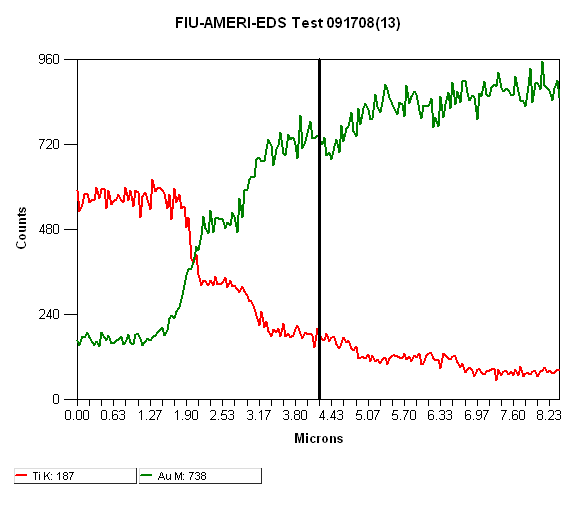 FIU-AMERI-EDS Test 091708(13)
960
720
480
240
0
Counts
0.00 0.63 1.27 1.90 2.53 3.17 3.80 4.43 5.07 5.70 6.33 6.97 7.60 8.23
Microns
Ti K: 187 Au M: 738